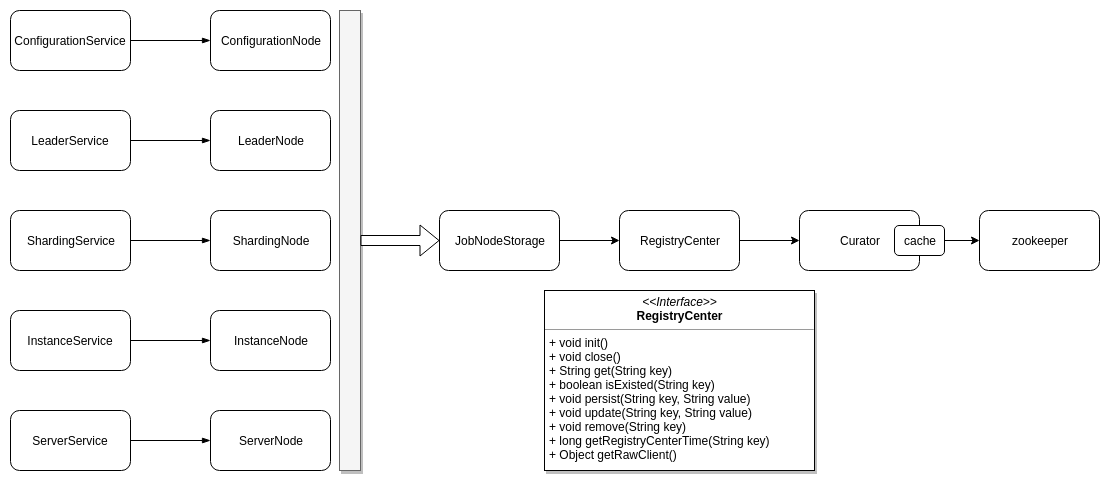 ConfigurationService
ConfigurationNode
LeaderService
LeaderNode
ShardingService
ShardingNode
JobNodeStorage
RegistryCenter
Curator
cache
zookeeper
InstanceService
InstanceNode
ServerService
ServerNode
<<Interface>>
RegistryCenter
+ void init()
+ void close()
+ String get(String key)
+ boolean isExisted(String key)
+ void persist(String key, String value)
+ void update(String key, String value)
+ void remove(String key)
+ long getRegistryCenterTime(String key)
+ Object getRawClient()